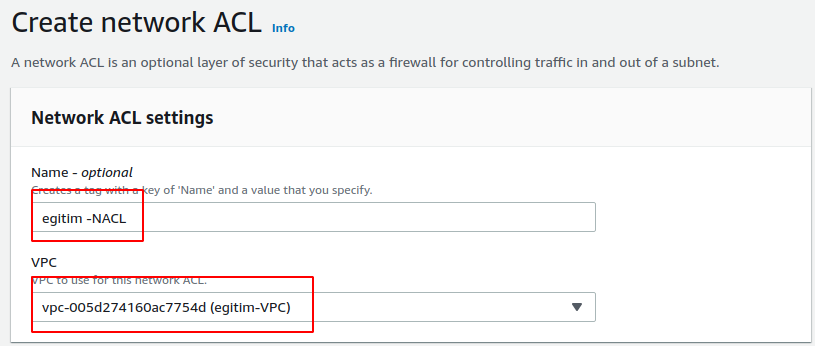 Create network ACL Info
A network ACL is an optional layer of security that acts as a firewall for controlling traffic in and out of a subnet.
Network ACL settings
Name - optional
Creates a tag with a key of 'Name' and a value that you specify.
egitim -NACL
VPC
VPC to use for this network ACL.
vpc-005d274160ac7754d (egitim-VPC)